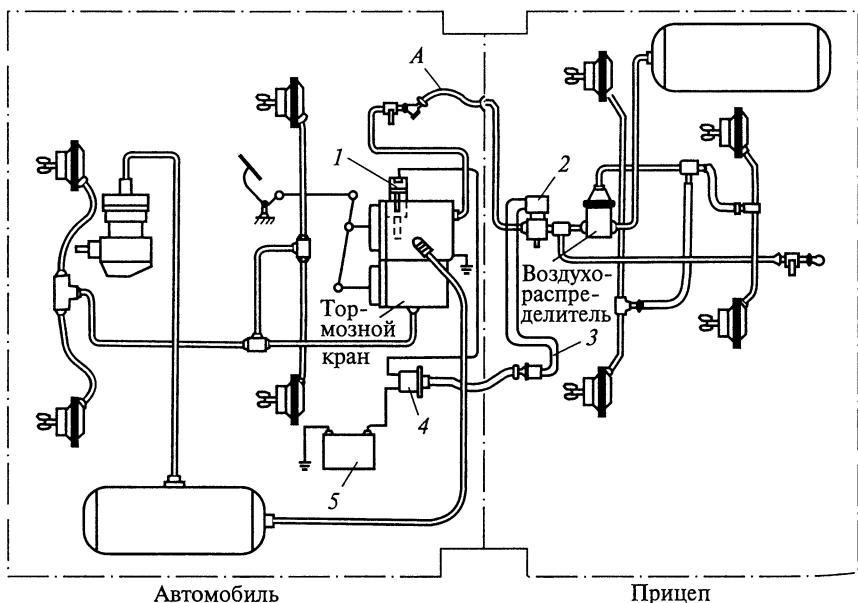 А
1
2
Воздухо-
распре-
делитель
Тор-
мозной
кран
3
4
5
Автомобиль
Прицеп